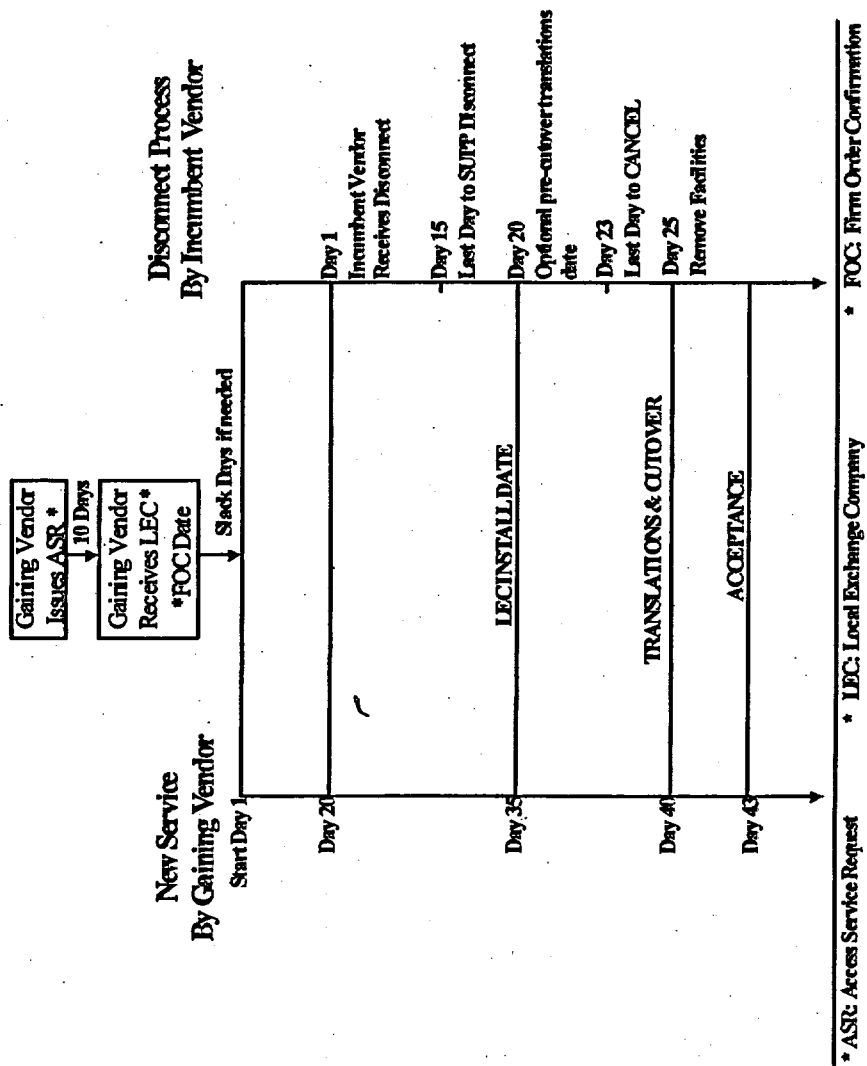 Gaining Vendor
Issues ASR *
10 Days
Gaining Vendor
Receives LEC*
*FOC Date
Slack Days if needed
New Service
By Gaining Vendor
Start Day 1
Day 20
Day 35
Day 40
Day 43
LEC INSTALL DATE
TRANSLATIONS & CUTOVER
ACCEPTANCE
Disconnect Process
By Incumbent Vendor
Day 1
Incumbent Vendor
Receives Disconnect
Day 15
Last Day to SUPP Disconnect
Day 20
Optional pre-cutover translations
date
Day 23
Last Day to CANCEL
Day 25
Remove Facilities
* ASR: Access Service Request
* LEC: Local Exchange Company
* FOC: Firm Order Confirmation